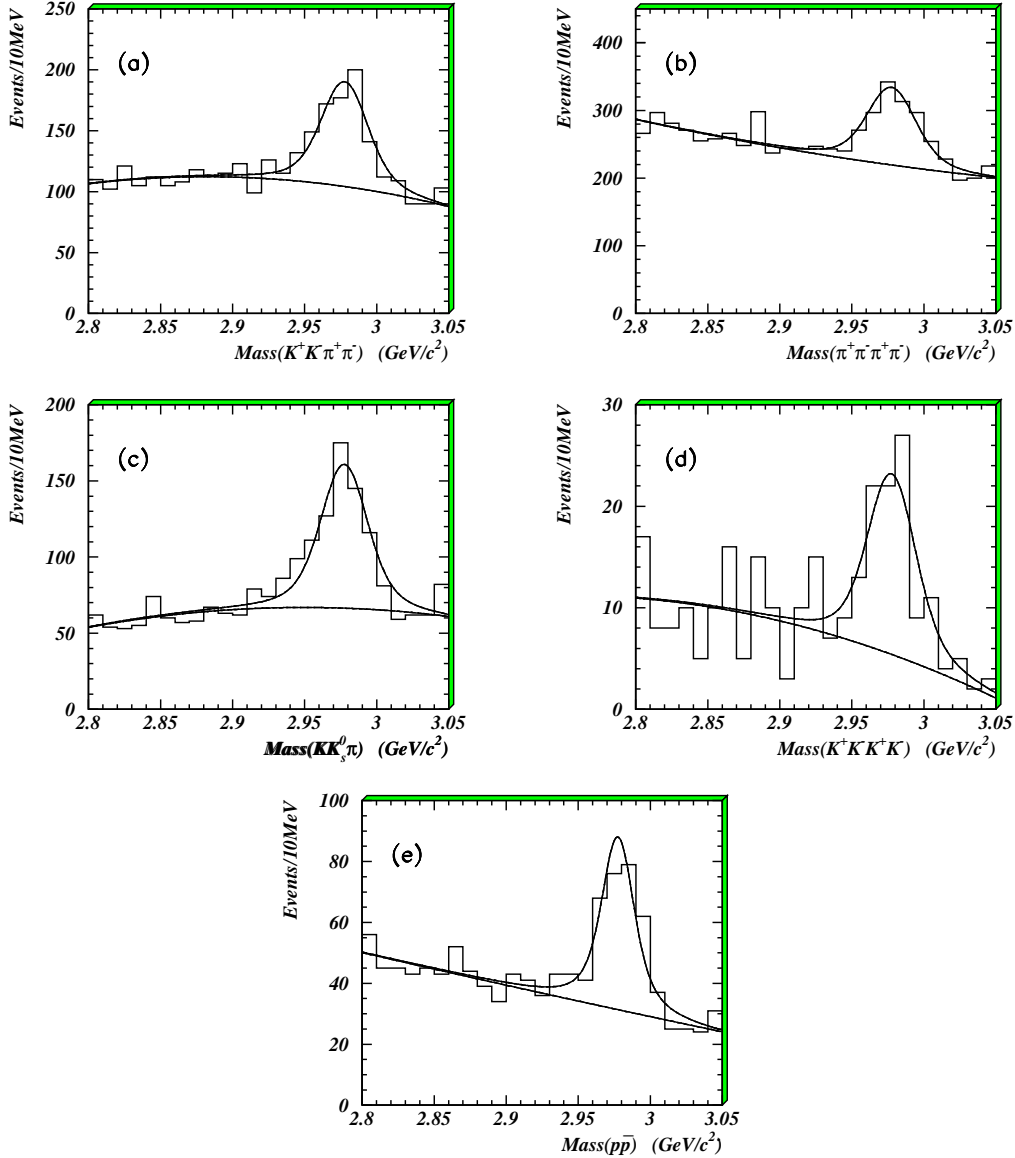 Events/10MeV
(a)
250
200
150
100
50
0
2.8 2.85 2.9 2.95 3 3.05
Mass(K⁺K⁻π⁺π⁻) (GeV/c²)
Events/10MeV
(b)
400
300
200
100
0
2.8 2.85 2.9 2.95 3 3.05
Mass(π⁺π⁻π⁺π⁻) (GeV/c²)
Events/10MeV
(c)
200
150
100
50
0
2.8 2.85 2.9 2.95 3 3.05
Mass(KK⁰ₛπ) (GeV/c²)
Events/10MeV
(d)
30
20
10
0
2.8 2.85 2.9 2.95 3 3.05
Mass(K⁺K⁻K⁺K⁻) (GeV/c²)
Events/10MeV
(e)
100
80
60
40
20
0
2.8 2.85 2.9 2.95 3 3.05
Mass(pp̄) (GeV/c²)